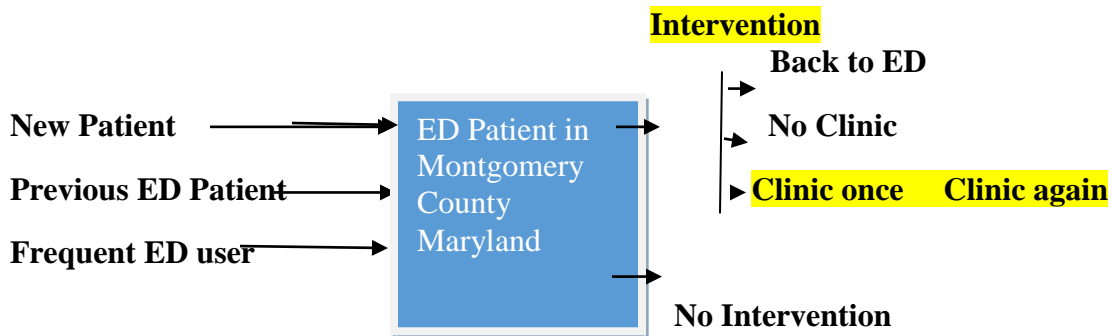 Intervention
Back to ED
New Patient
ED Patient in
Montgomery
County
Maryland
No Clinic
Previous ED Patient
Clinic once Clinic again
Frequent ED user
No Intervention